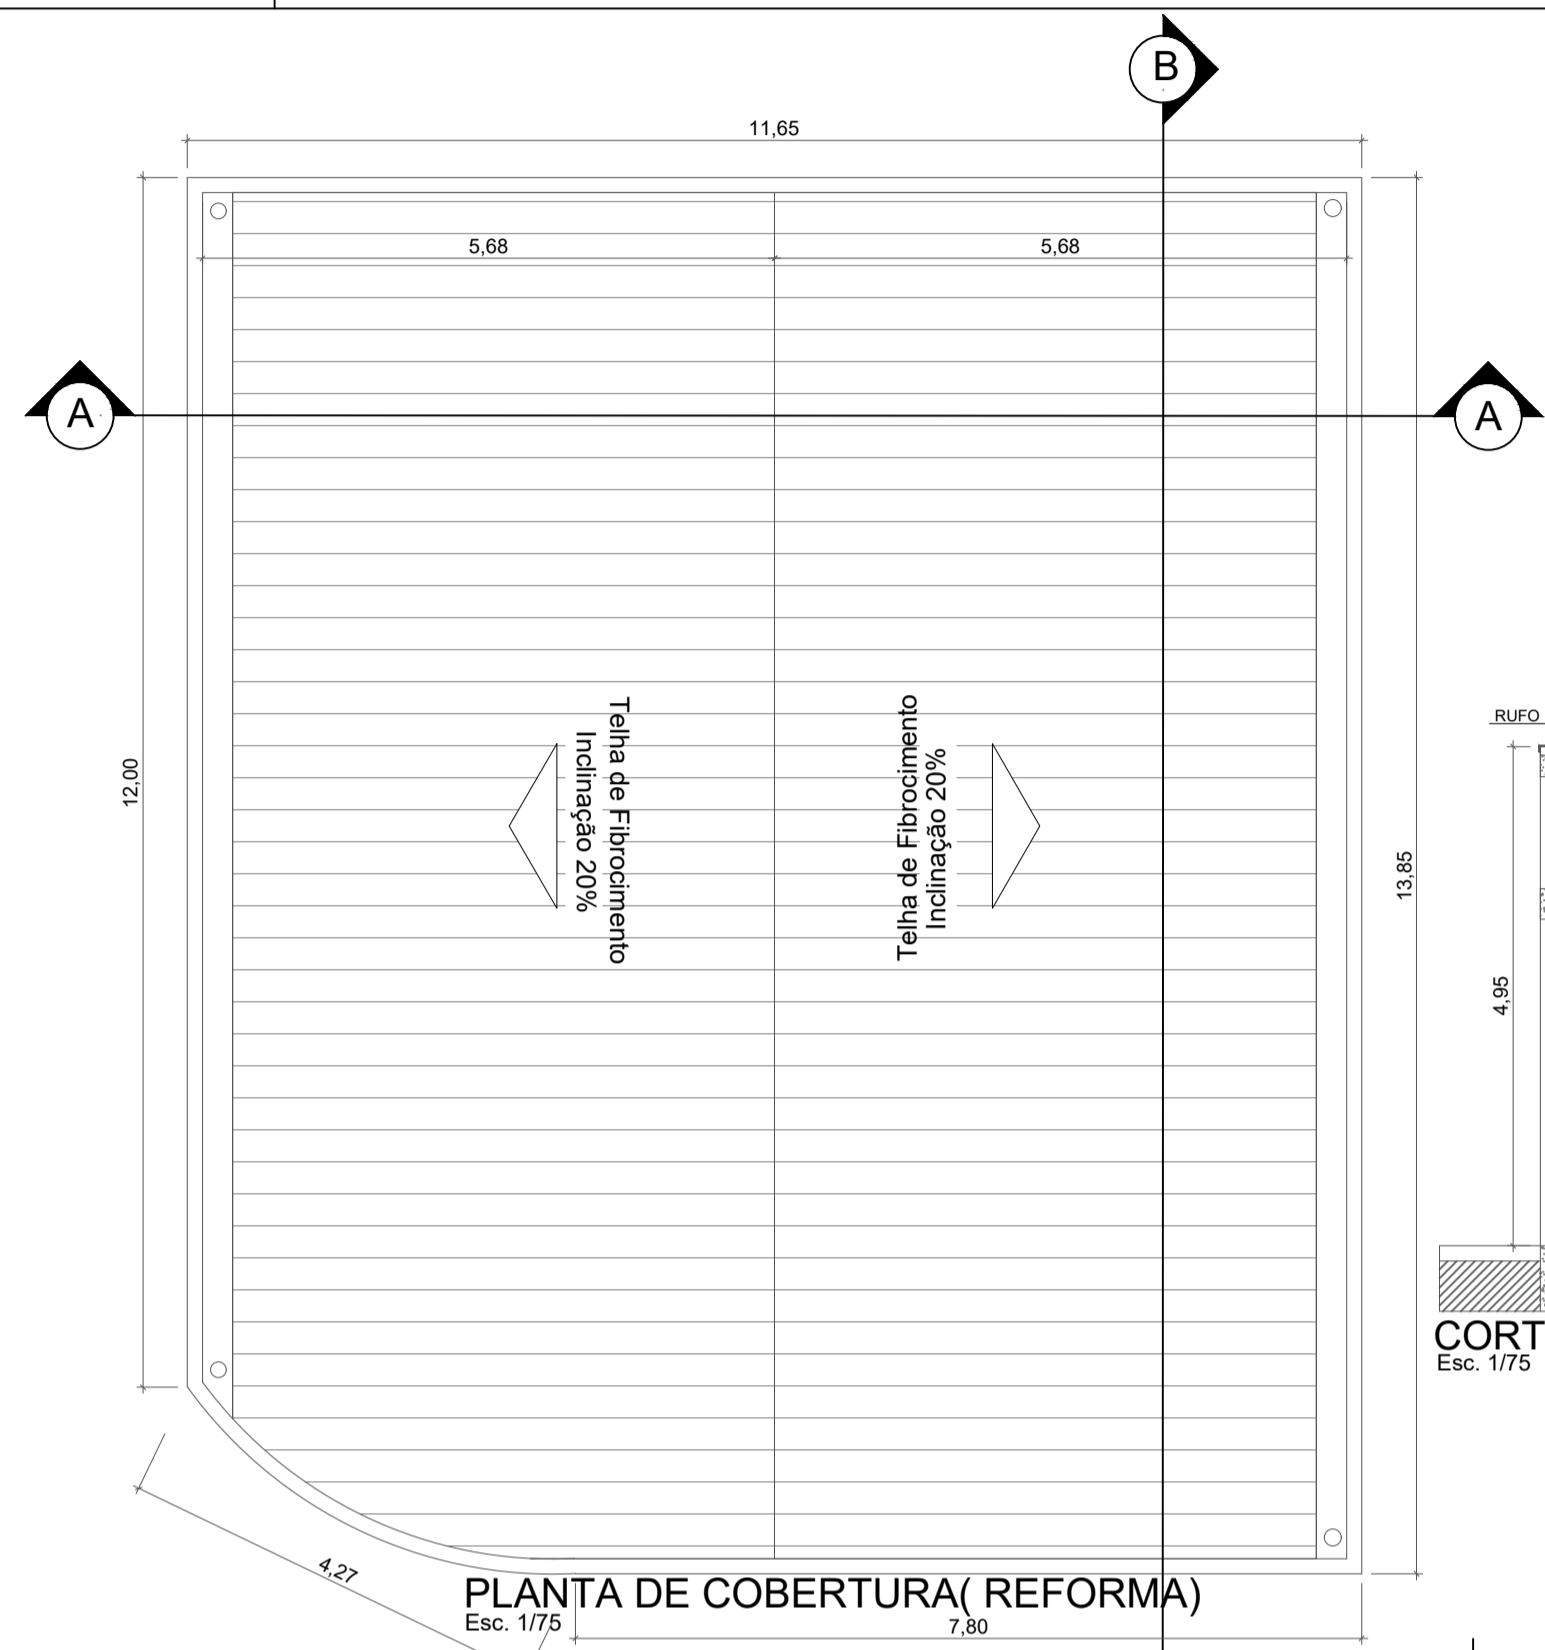 B
11,65
5,68
5,68
A
A
RUFO
Telha de Fibrocimento
Inclinação 20%
Telha de Fibrocimento
Inclinação 20%
12,00
13,85
4,95
CORT
Esc. 1/75
4,27
PLANTA DE COBERTURA( REFORMA)
Esc. 1/75
7,80